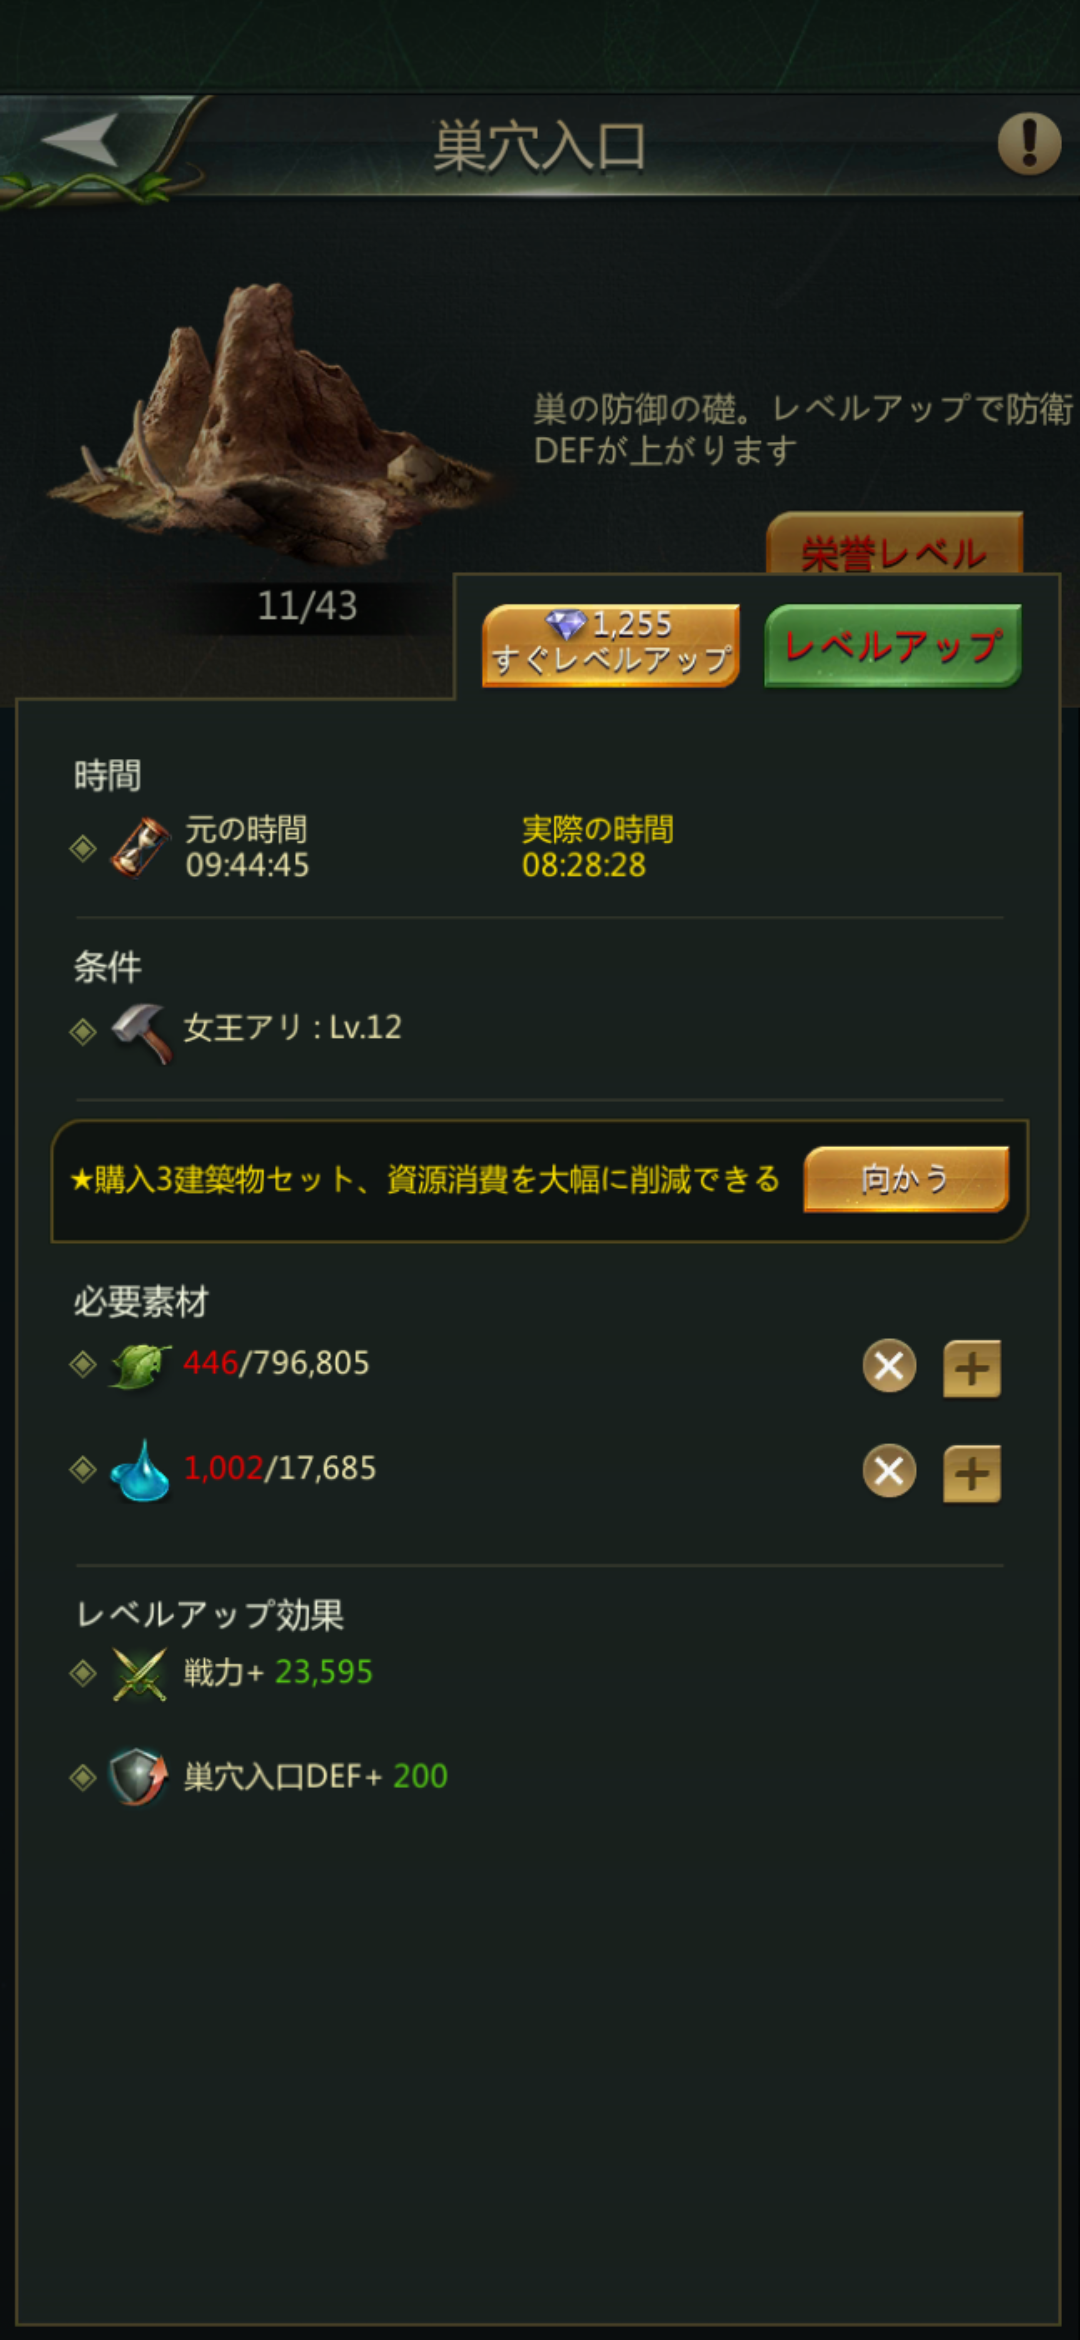 巣穴入口
巣の防御の礎。レベルアップで防衛
DEFが上がります
栄誉レベル
11/43
1,255
すぐレベルアップ
レベルアップ
時間
元の時間
09:44:45
実際の時間
08:28:28
条件
女王アリ : Lv.12
★購入3建築物セット、資源消費を大幅に削減できる
向かう
必要素材
446/796,805
1,002/17,685
レベルアップ効果
戦力+ 23,595
巣穴入口DEF+ 200